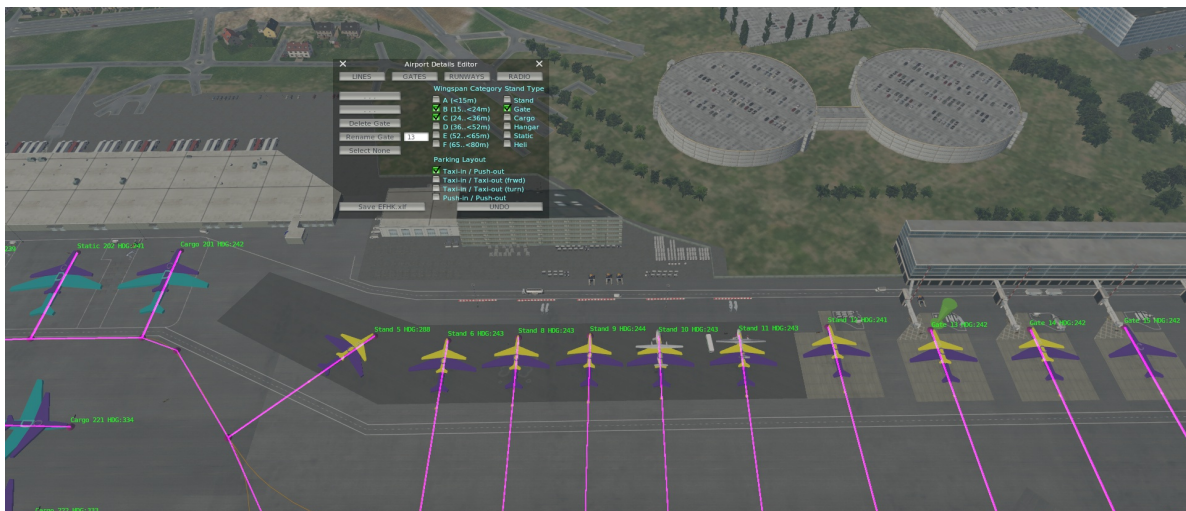 Airport Details Editor
LINES GATES RUNWAYS RADIO
Wingspan Category Stand Type
A (<15m) Stand
B (15..<24m) Gate
C (24..<36m) Cargo
Delete Gate
D (36..<52m) Hangar
Rename Gate 13
E (52..<65m) Static
Select None
F (65..<80m) Heli
Parking Layout
Taxi-in / Push-out
Taxi-in / Taxi-out (frwd)
Taxi-in / Taxi-out (turn)
Push-in / Push-out
Save EFHK.xlf UNDO
Static 202 HDG:241
Cargo 201 HDG:242
Stand 5 HDG:208
Stand 6 HDG:243
Stand 8 HDG:243
Stand 9 HDG:244
Stand 10 HDG:243
Stand 11 HDG:243
Stand 12 HDG:241
Gate 13 HDG:242
Gate 14 HDG:242
Gate 15 HDG:242
Cargo 221 HDG:334